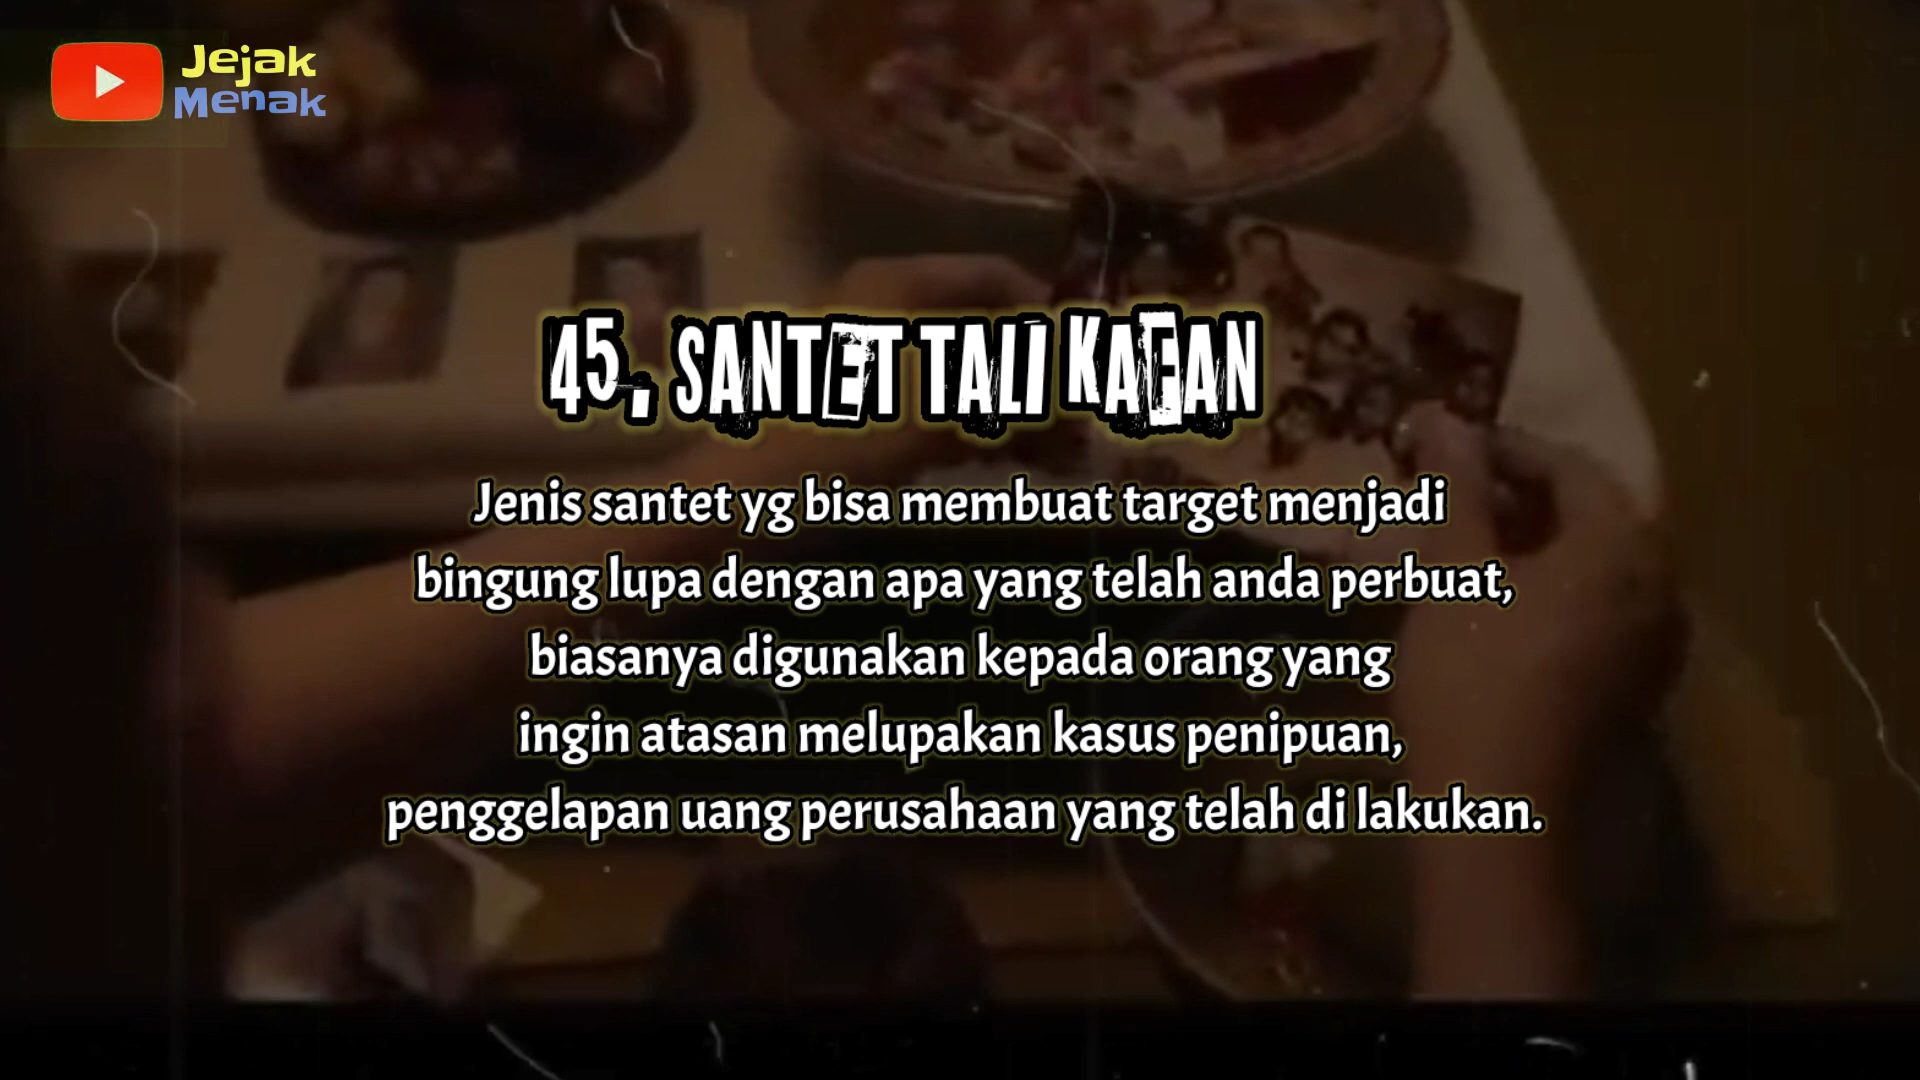 Jejak
Menak
45, SANTET TALI KAFAN
Jenis santet yg bisa membuat target menjadi
bingung lupa dengan apa yang telah anda perbuat,
biasanya digunakan kepada orang yang
ingin atasan melupakan kasus penipuan,
penggelapan uang perusahaan yang telah di lakukan.